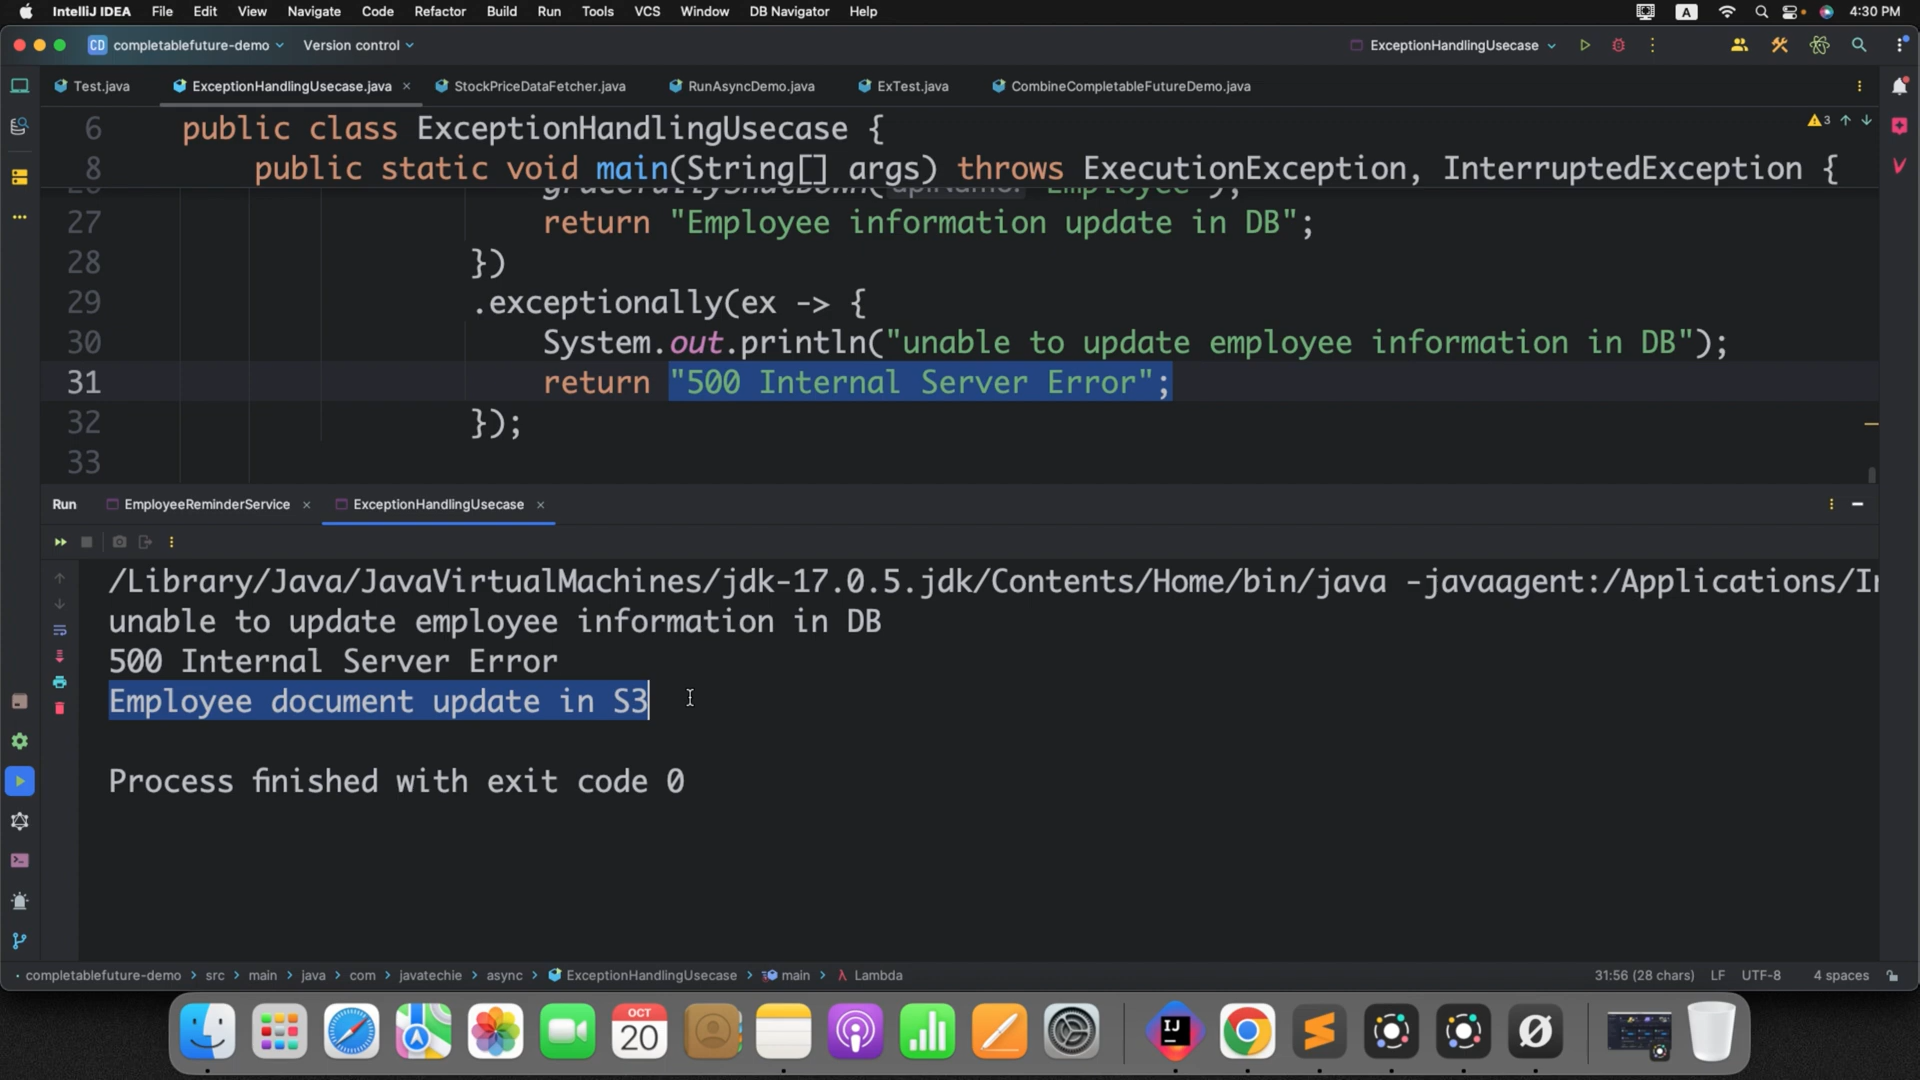 IntelliJ IDEA File Edit View Navigate Code Refactor Build Run Tools VCS Window DB Navigator Help A 4:30 PM
CD completablefuture-demo Version control ExceptionHandlingUsecase
Test.java ExceptionHandlingUsecase.java StockPriceDataFetcher.java RunAsyncDemo.java ExTest.java CombineCompletableFutureDemo.java
6 public class ExceptionHandlingUsecase {
3
8 public static void main(String[] args) throws ExecutionException, InterruptedException {
gracefullyShutDown( apiName: "Employee");
27 return "Employee information update in DB";
28 })
29 .exceptionally(ex -> {
30 System.out.println("unable to update employee information in DB");
31 return "500 Internal Server Error";
32 });
33
Run EmployeeReminderService ExceptionHandlingUsecase
/Library/Java/JavaVirtualMachines/jdk-17.0.5.jdk/Contents/Home/bin/java -javaagent:/Applications/In
unable to update employee information in DB
500 Internal Server Error
Employee document update in S3
Process finished with exit code 0
completablefuture-demo > src > main > java > com > javatechie > async > ExceptionHandlingUsecase > main > λ Lambda 31:56 (28 chars) LF UTF-8 4 spaces
OCT
20
IJ